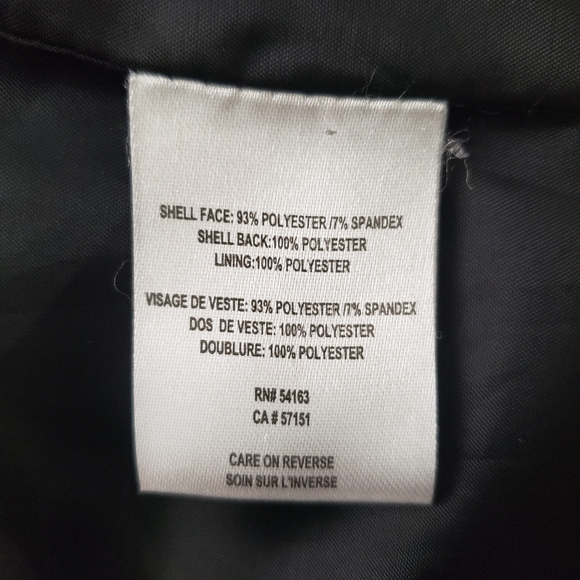 SHELL FACE: 93% POLYESTER /7% SPANDEX
SHELL BACK:100% POLYESTER
LINING:100% POLYESTER
VISAGE DE VESTE: 93% POLYESTER /7% SPANDEX
DOS DE VESTE: 100% POLYESTER
DOUBLURE: 100% POLYESTER
RN# 54163
CA # 57151
CARE ON REVERSE
SOIN SUR L'INVERSE